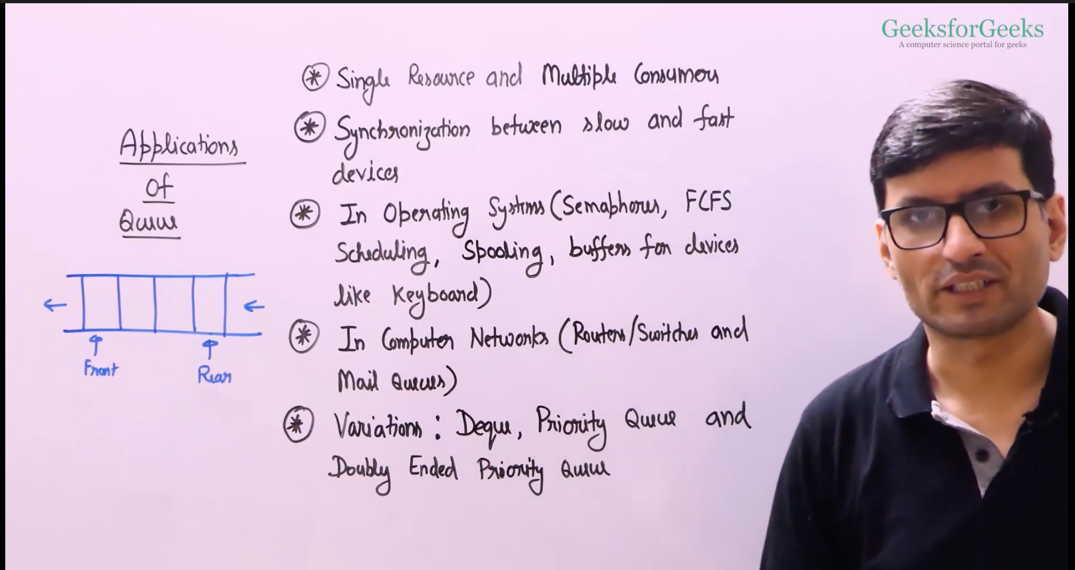 GeeksforGeeks
A computer science portal for geeks
Applications
Of
Queue
Front
Rear
Single Resource and Multiple Consumers
Synchronization between slow and fast
devices
In Operating Systems (Semaphores, FCFS
Scheduling, Spooling, buffers for devices
like Keyboard)
In Computer Networks (Routers/Switches and
Mail Queues)
Variations: Deque, Priority Queue and
Doubly Ended Priority Queue